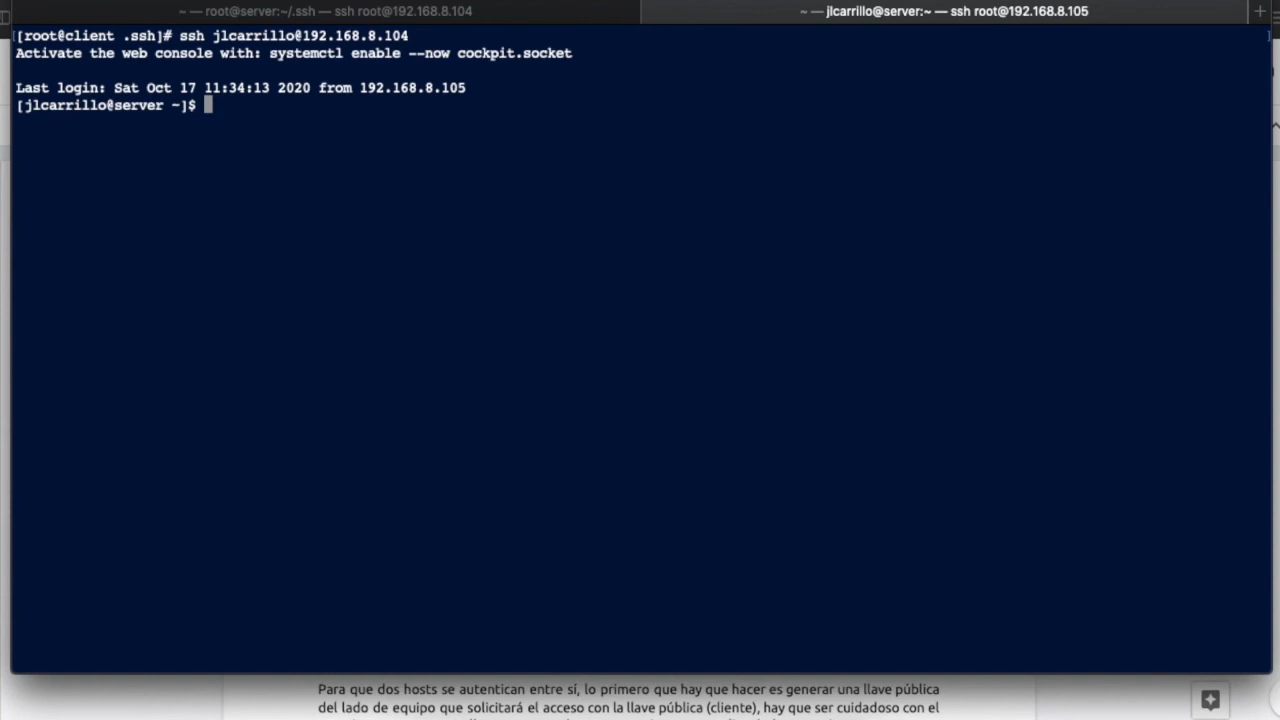 ~ — root@server:~/.ssh — ssh root@192.168.8.104
~ — jlcarrillo@server:~ — ssh root@192.168.8.105
[[root@client .ssh]# ssh jlcarrillo@192.168.8.104 ]
Activate the web console with: systemctl enable --now cockpit.socket
Last login: Sat Oct 17 11:34:13 2020 from 192.168.8.105
[jlcarrillo@server ~]$
Para que dos hosts se autentican entre sí, lo primero que hay que hacer es generar una llave pública
del lado de equipo que solicitará el acceso con la llave pública (cliente), hay que ser cuidadoso con el